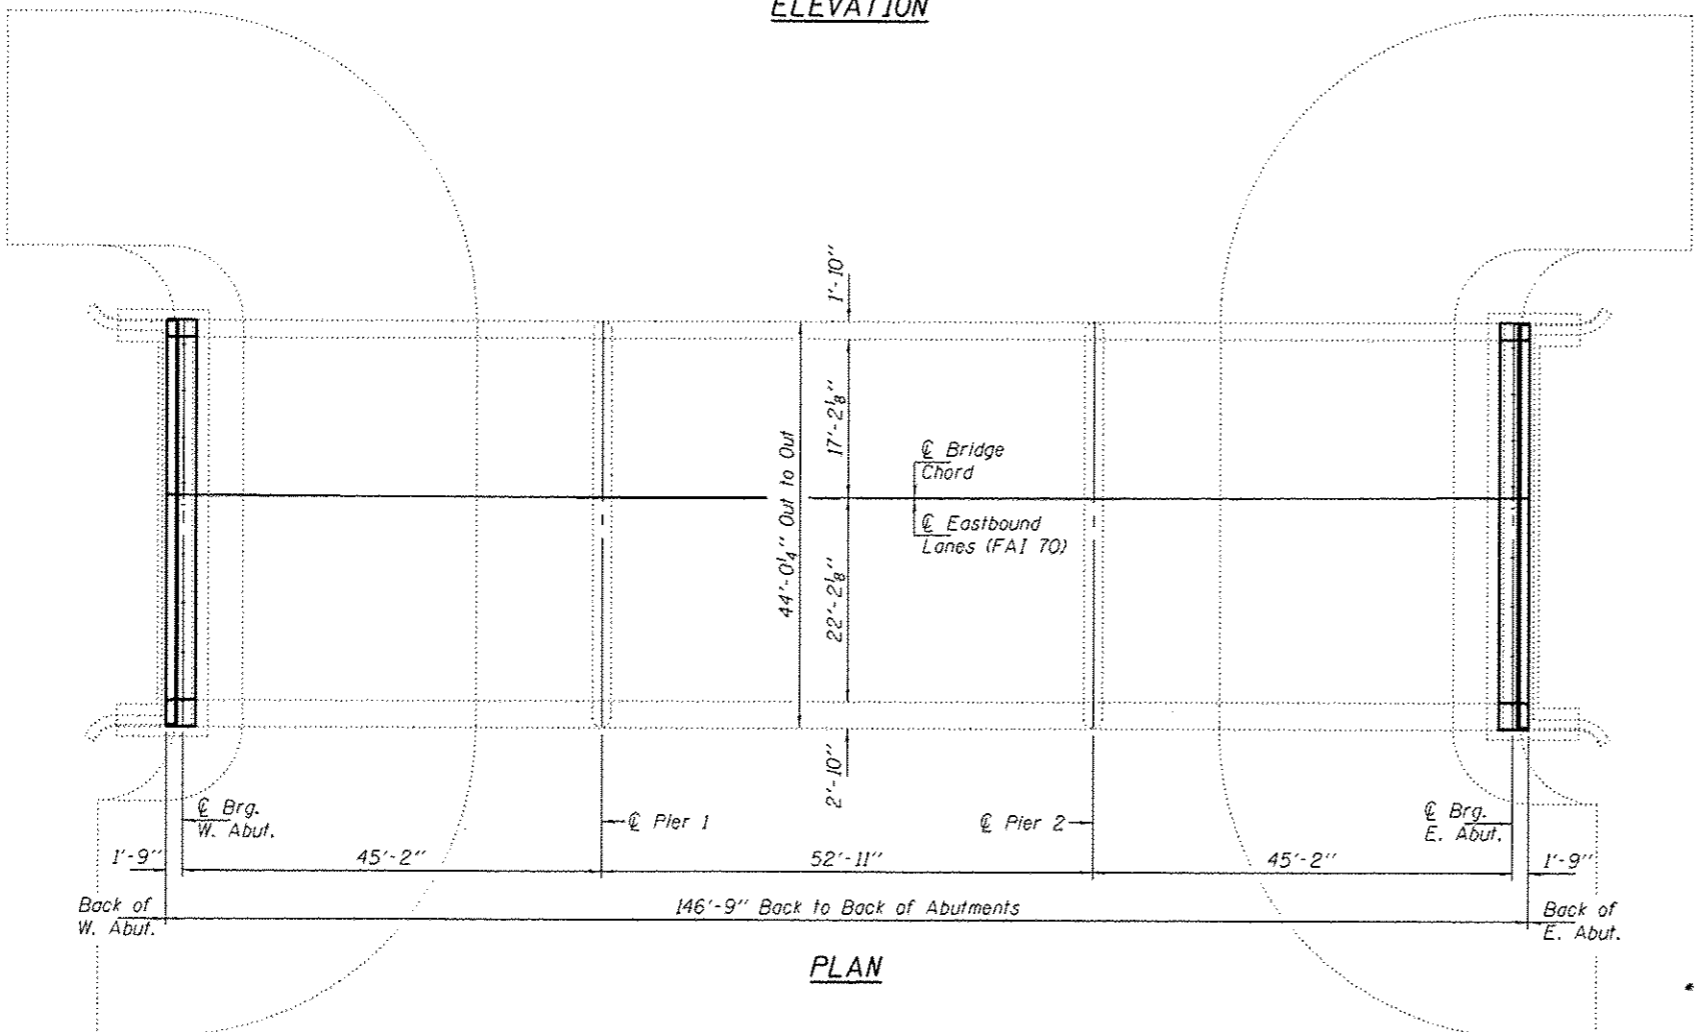 ELEVATION
1'-10"
17'-2⅛"
44'-0¼" Out to Out
22'-2⅛"
2'-10"
℄ Bridge
Chord
℄ Eastbound
Lanes (FAI 70)
℄ Brg.
W. Abut.
℄ Pier 1
℄ Pier 2
℄ Brg.
E. Abut.
1'-9"
45'-2"
52'-11"
45'-2"
1'-9"
Back of
W. Abut.
146'-9" Back to Back of Abutments
Back of
E. Abut.
PLAN
*